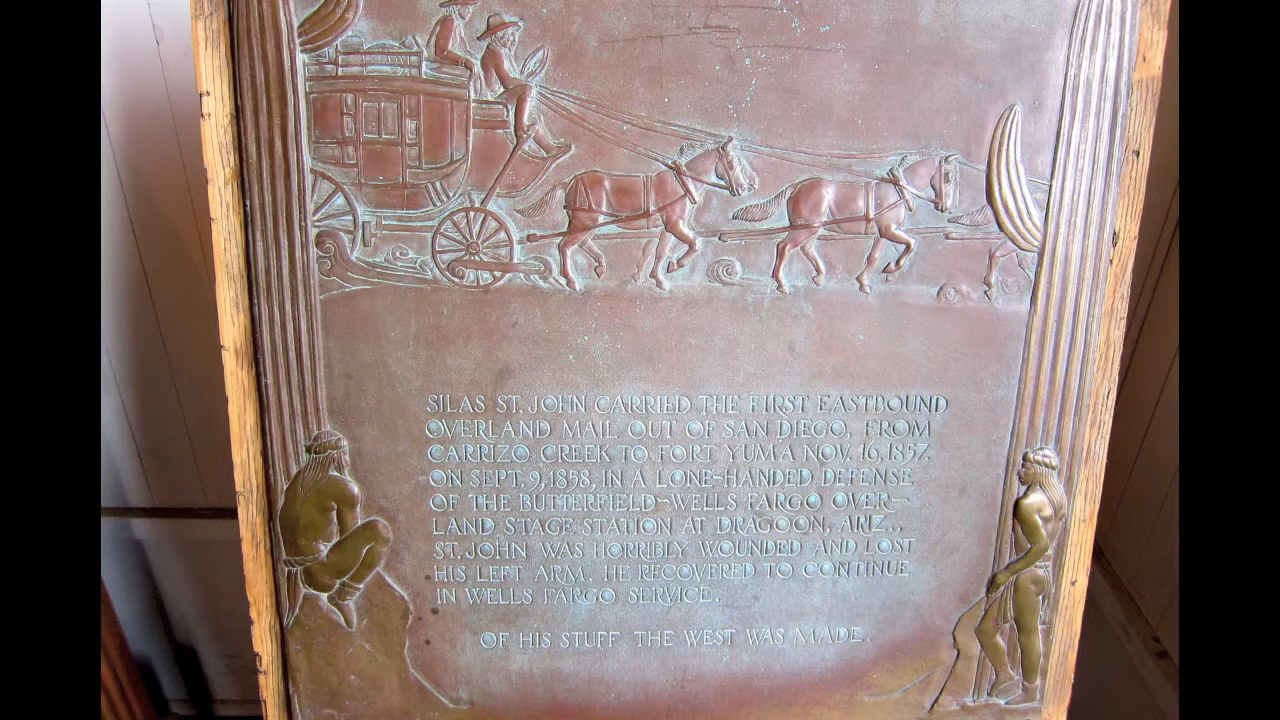 SILAS ST. JOHN CARRIED THE FIRST EASTBOUND
OVERLAND MAIL OUT OF SAN DIEGO, FROM
CARRIZO CREEK TO FORT YUMA NOV. 16, 1857.
ON SEPT. 9, 1858, IN A LONE-HANDED DEFENSE
OF THE BUTTERFIELD-WELLS FARGO OVER-
LAND STAGE STATION AT DRAGOON, ARIZ.,
ST. JOHN WAS HORRIBLY WOUNDED AND LOST
HIS LEFT ARM. HE RECOVERED TO CONTINUE
IN WELLS FARGO SERVICE.
OF HIS STUFF THE WEST WAS MADE.